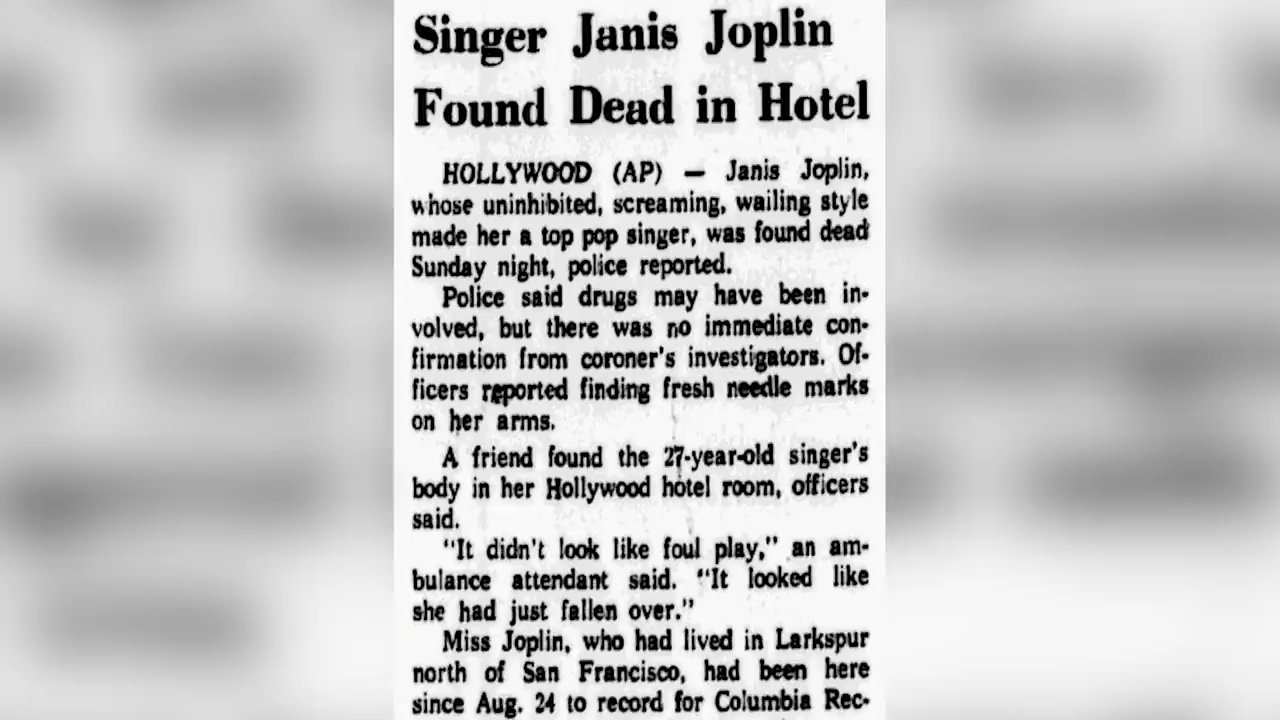 Singer Janis Joplin
Found Dead in Hotel
HOLLYWOOD (AP) — Janis Joplin,
whose uninhibited, screaming, wailing style
made her a top pop singer, was found dead
Sunday night, police reported.
Police said drugs may have been in-
volved, but there was no immediate con-
firmation from coroner's investigators. Of-
ficers reported finding fresh needle marks
on her arms.
A friend found the 27-year-old singer's
body in her Hollywood hotel room, officers
said.
"It didn't look like foul play," an am-
bulance attendant said. "It looked like
she had just fallen over."
Miss Joplin, who had lived in Larkspur
north of San Francisco, had been here
since Aug. 24 to record for Columbia Rec-